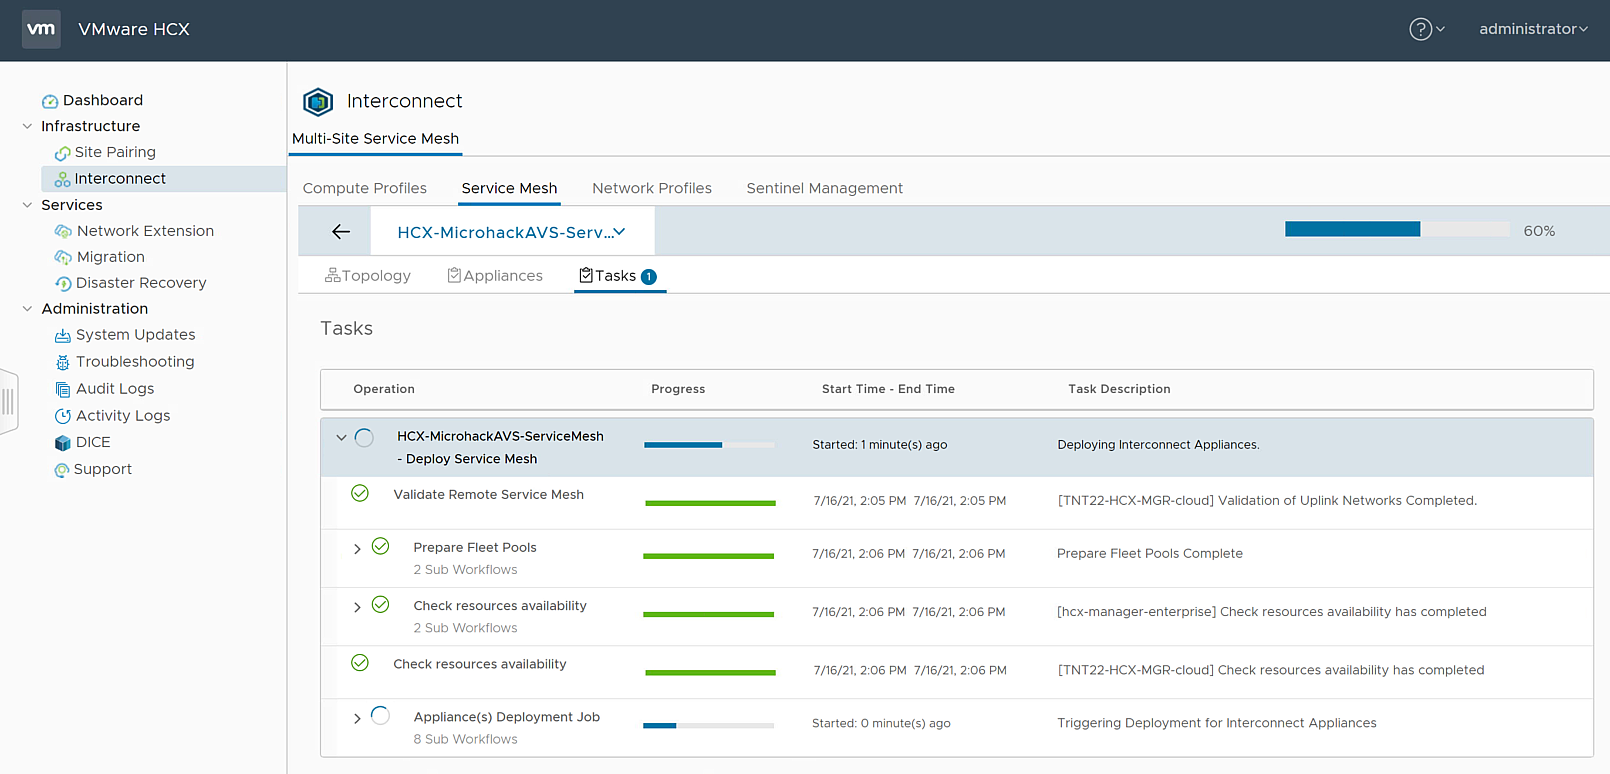 vm VMware HCX
? administrator
Dashboard
Infrastructure
Site Pairing
Interconnect
Services
Network Extension
Migration
Disaster Recovery
Administration
System Updates
Troubleshooting
Audit Logs
Activity Logs
DICE
Support
Interconnect
Multi-Site Service Mesh
Compute Profiles Service Mesh Network Profiles Sentinel Management
HCX-MicrohackAVS-Serv... 60%
Topology Appliances Tasks 1
Tasks
Operation Progress Start Time - End Time Task Description
HCX-MicrohackAVS-ServiceMesh
- Deploy Service Mesh
Started: 1 minute(s) ago Deploying Interconnect Appliances.
Validate Remote Service Mesh
7/16/21, 2:05 PM 7/16/21, 2:05 PM [TNT22-HCX-MGR-cloud] Validation of Uplink Networks Completed.
Prepare Fleet Pools
2 Sub Workflows
7/16/21, 2:06 PM 7/16/21, 2:06 PM Prepare Fleet Pools Complete
Check resources availability
2 Sub Workflows
7/16/21, 2:06 PM 7/16/21, 2:06 PM [hcx-manager-enterprise] Check resources availability has completed
Check resources availability
7/16/21, 2:06 PM 7/16/21, 2:06 PM [TNT22-HCX-MGR-cloud] Check resources availability has completed
Appliance(s) Deployment Job
8 Sub Workflows
Started: 0 minute(s) ago Triggering Deployment for Interconnect Appliances